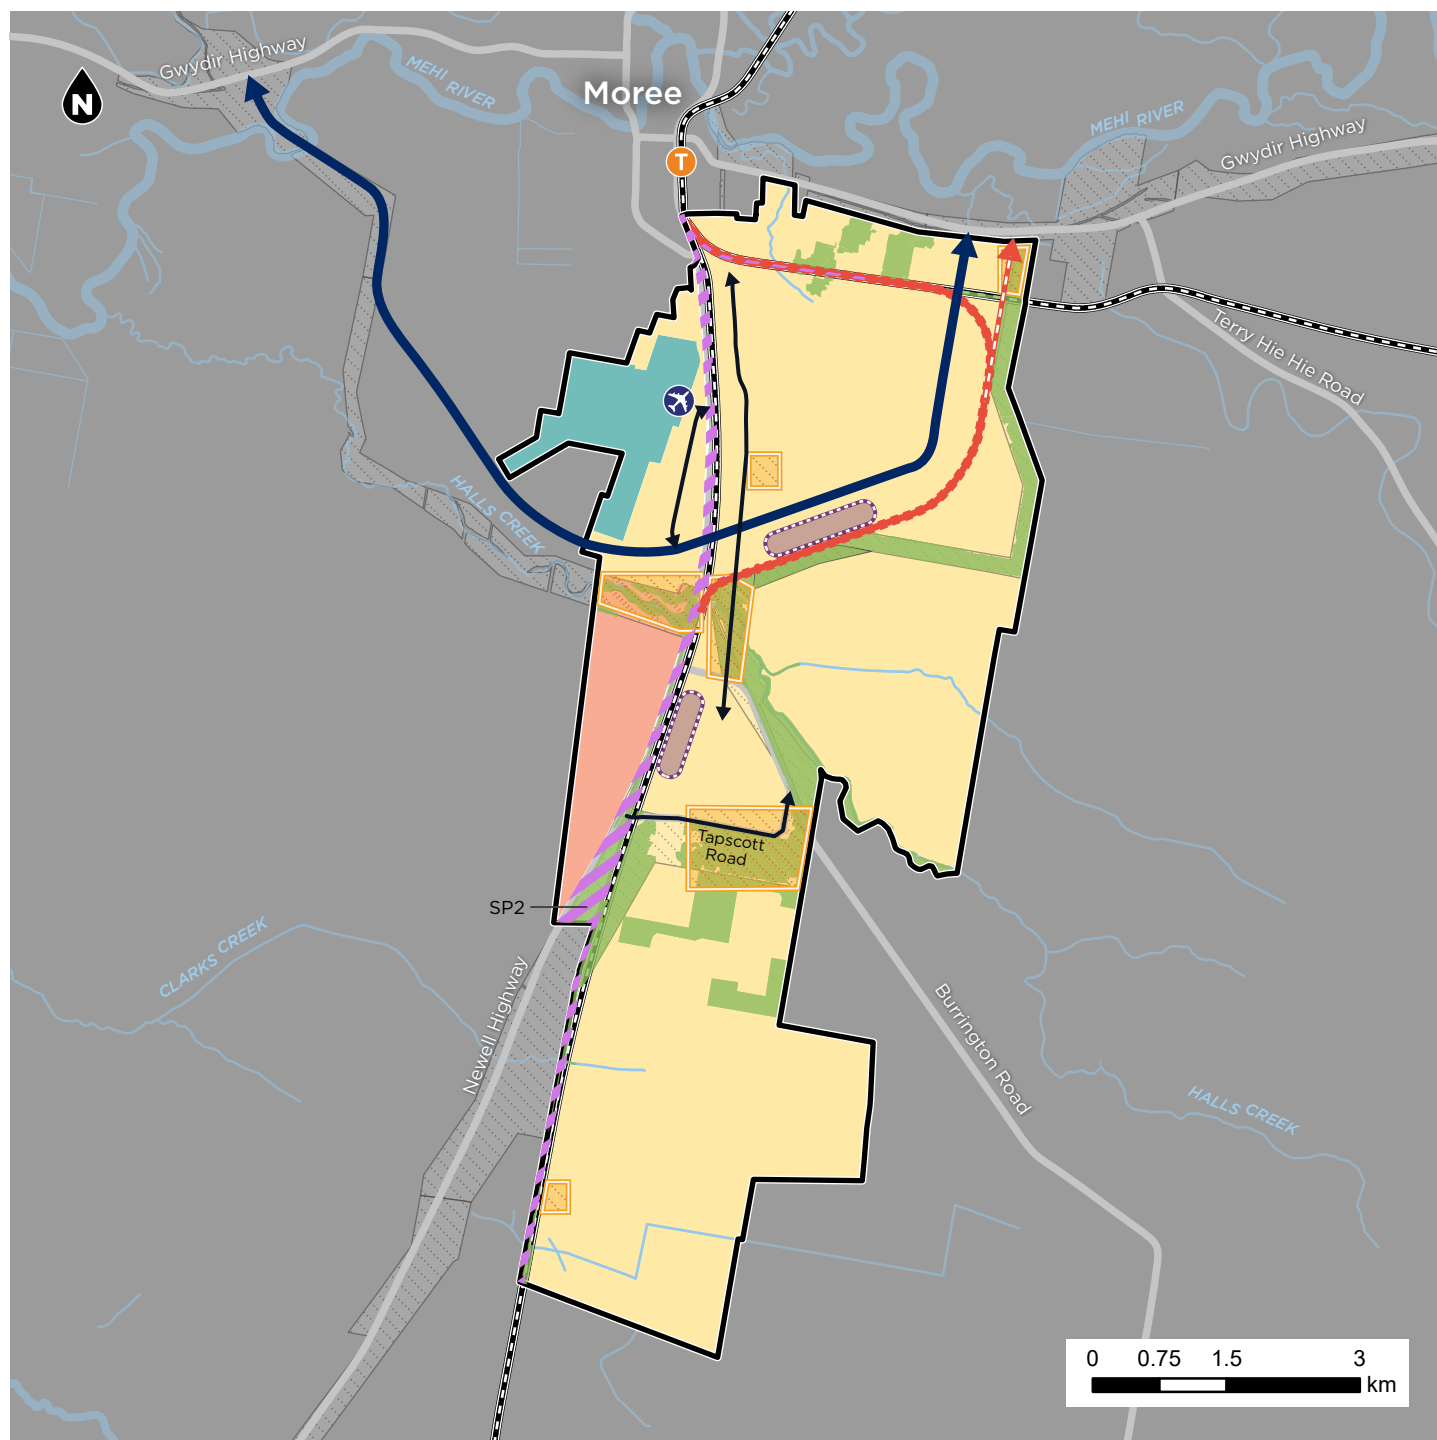 Gwydir Highway
MEHI RIVER
Moree
N
T
MEHI RIVER
Gwydir Highway
Terry Hie Hie Road
HALLS CREEK
Tapscott
Road
SP2
CLARKS CREEK
Newell Highway
Burrington Road
HALLS CREEK
0 0.75 1.5 3
km